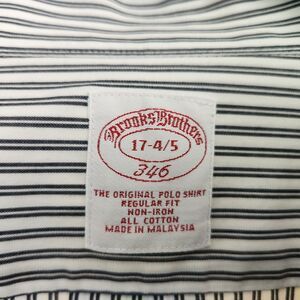 Brooks Brothers
17-4/5
346
THE ORIGINAL POLO SHIRT
REGULAR FIT
NON-IRON
ALL COTTON
MADE IN MALAYSIA